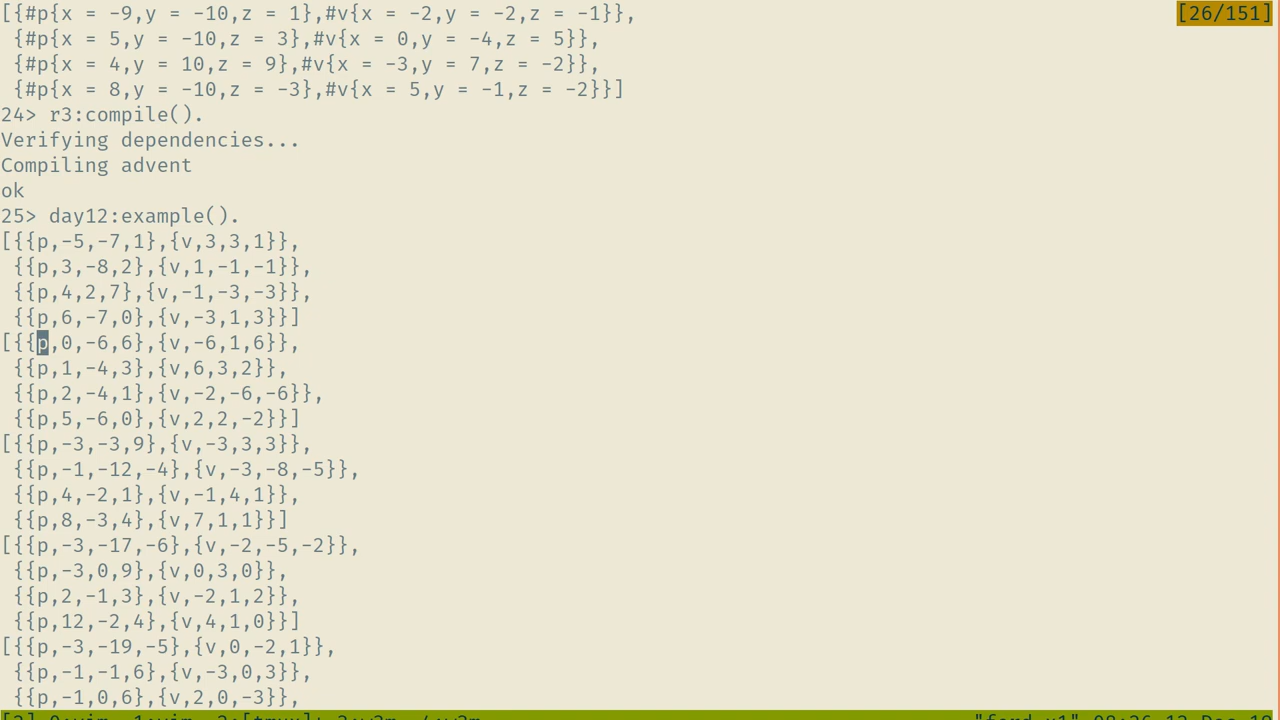 [{#p{x = -9,y = -10,z = 1},#v{x = -2,y = -2,z = -1}}, [26/151]
{#p{x = 5,y = -10,z = 3},#v{x = 0,y = -4,z = 5}},
{#p{x = 4,y = 10,z = 9},#v{x = -3,y = 7,z = -2}},
{#p{x = 8,y = -10,z = -3},#v{x = 5,y = -1,z = -2}}]
24> r3:compile().
Verifying dependencies...
Compiling advent
ok
25> day12:example().
[{{p,-5,-7,1},{v,3,3,1}},
{{p,3,-8,2},{v,1,-1,-1}},
{{p,4,2,7},{v,-1,-3,-3}},
{{p,6,-7,0},{v,-3,1,3}}]
[{{p,0,-6,6},{v,-6,1,6}},
{{p,1,-4,3},{v,6,3,2}},
{{p,2,-4,1},{v,-2,-6,-6}},
{{p,5,-6,0},{v,2,2,-2}}]
[{{p,-3,-3,9},{v,-3,3,3}},
{{p,-1,-12,-4},{v,-3,-8,-5}},
{{p,4,-2,1},{v,-1,4,1}},
{{p,8,-3,4},{v,7,1,1}}]
[{{p,-3,-17,-6},{v,-2,-5,-2}},
{{p,-3,0,9},{v,0,3,0}},
{{p,2,-1,3},{v,-2,1,2}},
{{p,12,-2,4},{v,4,1,0}}]
[{{p,-3,-19,-5},{v,0,-2,1}},
{{p,-1,-1,6},{v,-3,0,3}},
{{p,-1,0,6},{v,2,0,-3}},